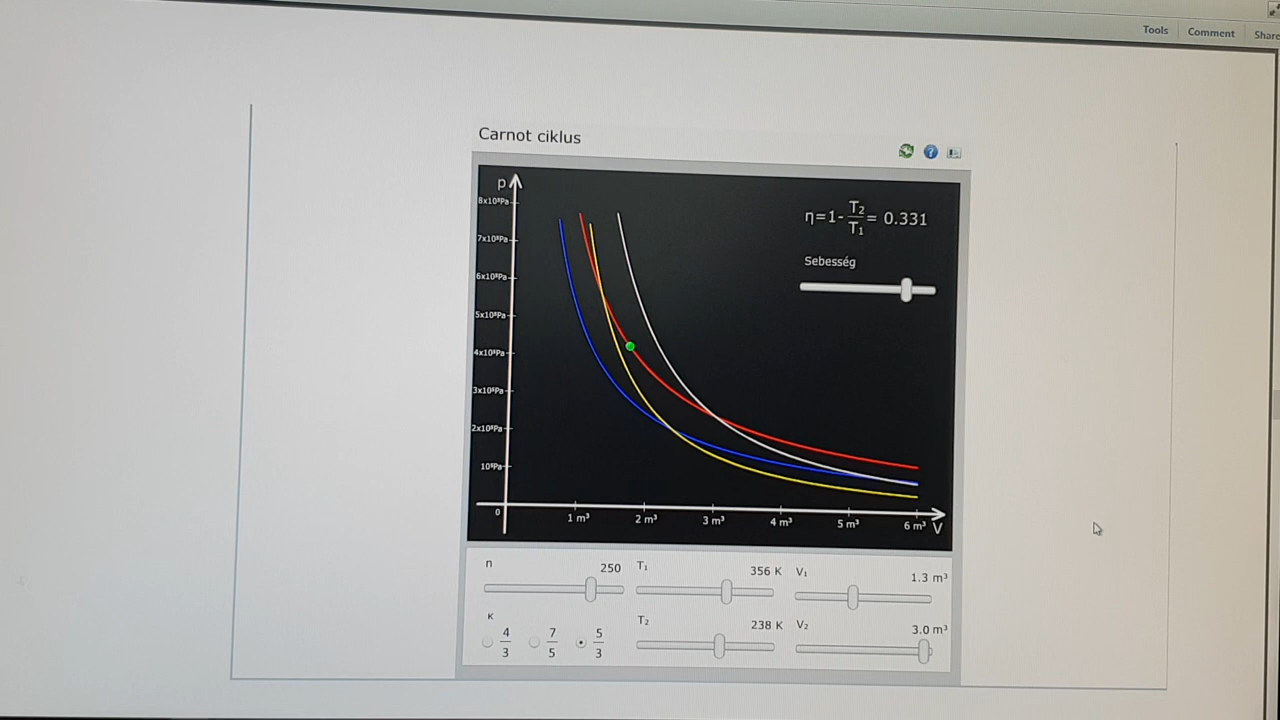 Tools Comment Share
Carnot ciklus
p
8x10⁵Pa
7x10⁵Pa
6x10⁵Pa
5x10⁵Pa
4x10⁵Pa
3x10⁵Pa
2x10⁵Pa
10⁵Pa
0
η=1-T₂/T₁= 0.331
Sebesség
1 m³ 2 m³ 3 m³ 4 m³ 5 m³ 6 m³ V
n 250 T₁ 356 K V₁ 1.3 m³
κ 4/3 7/5 5/3 T₂ 238 K V₂ 3.0 m³